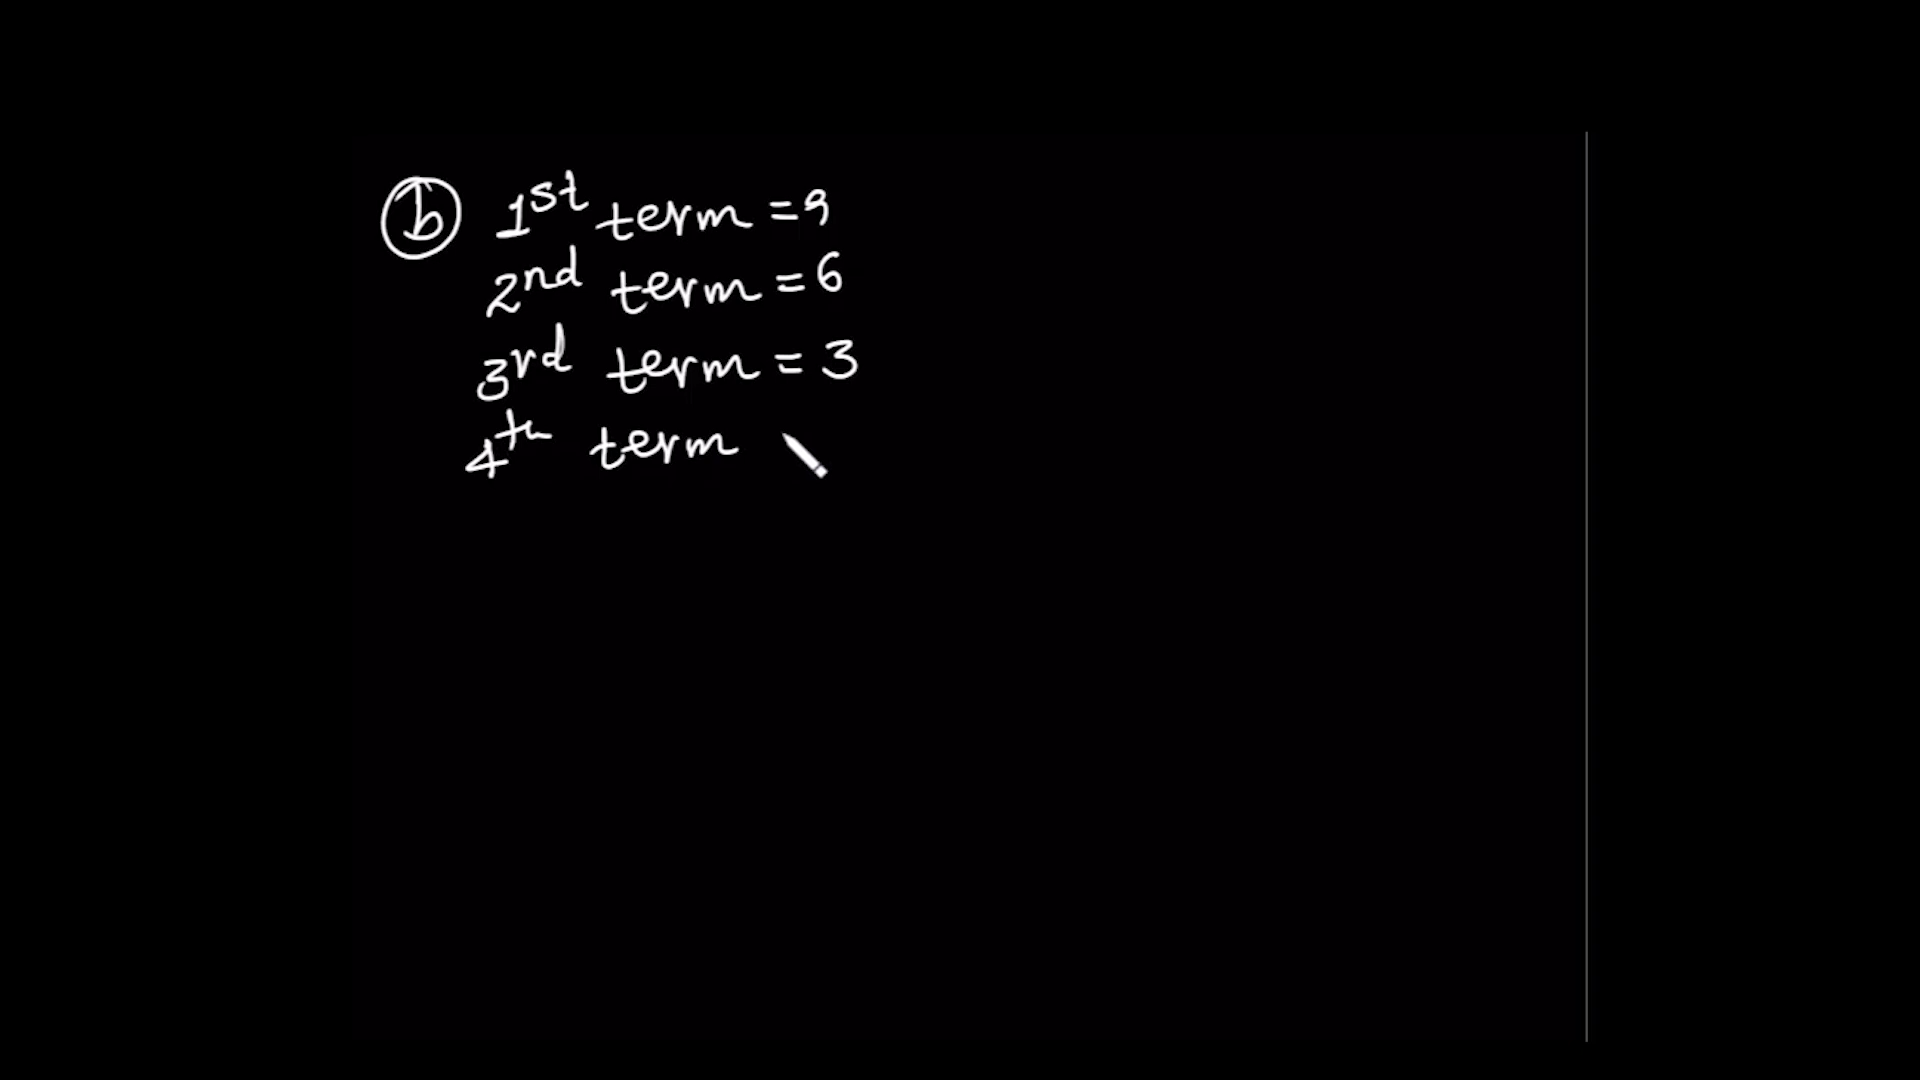 b 1st term = 9
2nd term = 6
3rd term = 3
4th term